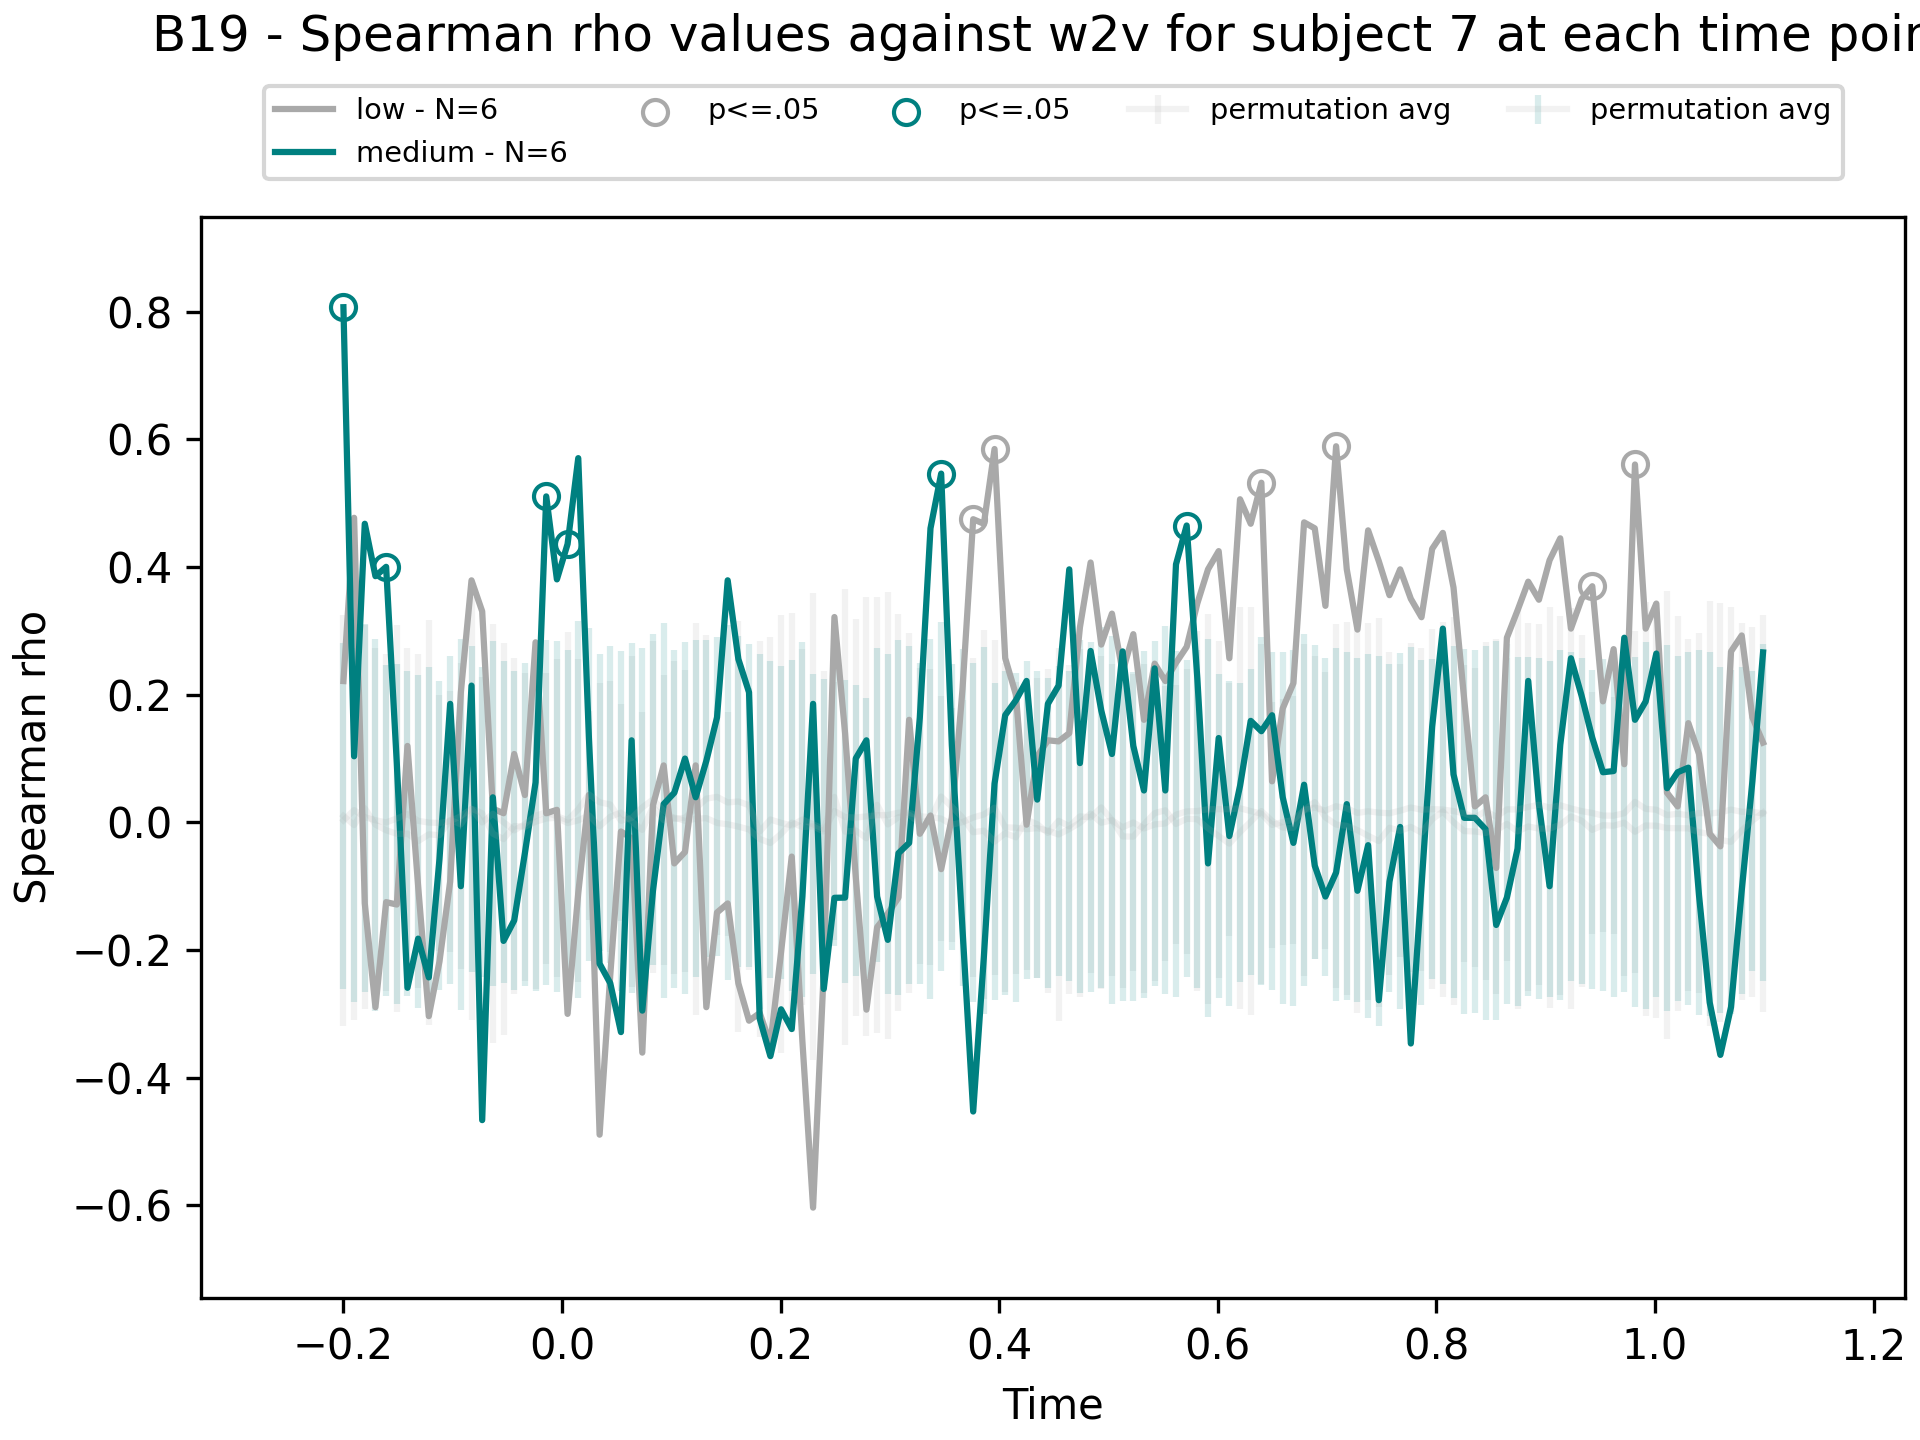 B19 - Spearman rho values against w2v for subject 7 at each time poin
low - N=6
medium - N=6
p<=.05
p<=.05
permutation avg
permutation avg
Spearman rho
0.8
0.6
0.4
0.2
0.0
−0.2
−0.4
−0.6
−0.2 0.0 0.2 0.4 0.6 0.8 1.0 1.2
Time